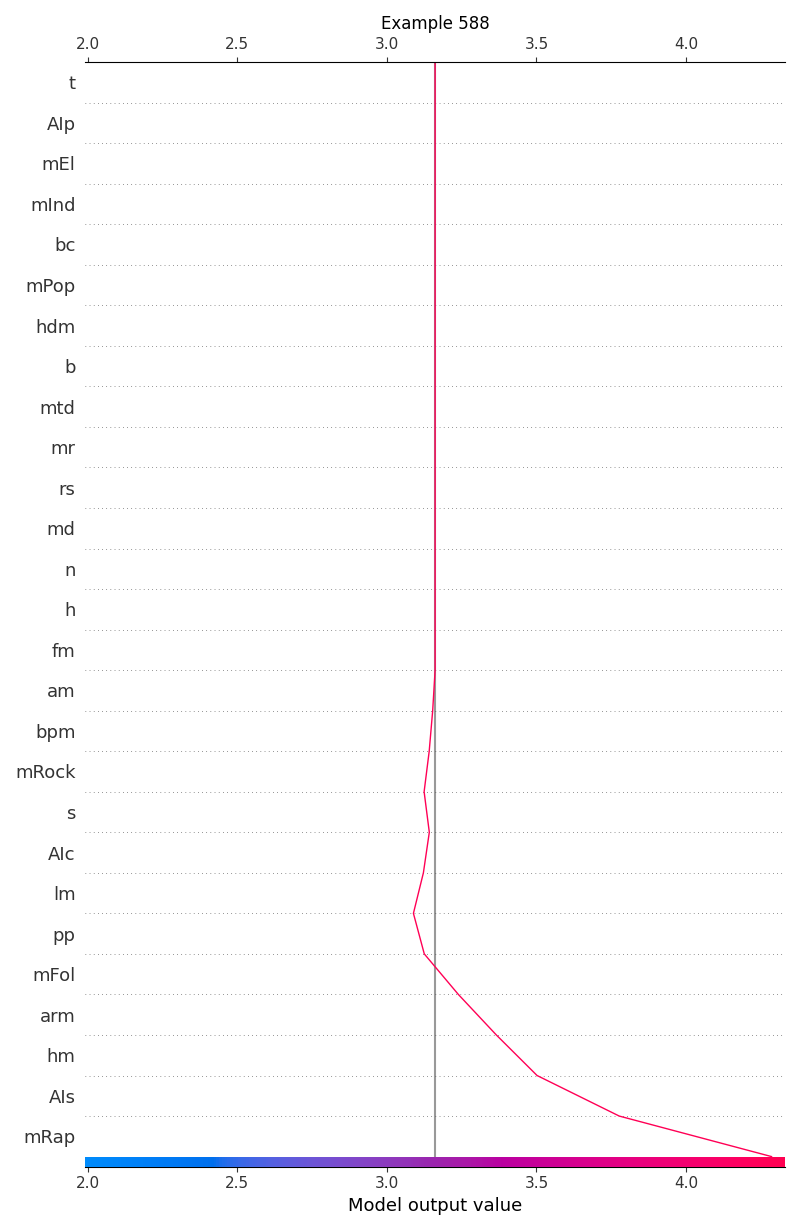 Example 588
2.0 2.5 3.0 3.5 4.0
t
AIp
mEl
mInd
bc
mPop
hdm
b
mtd
mr
rs
md
n
h
fm
am
bpm
mRock
s
AIc
lm
pp
mFol
arm
hm
AIs
mRap
2.0 2.5 3.0 3.5 4.0
Model output value